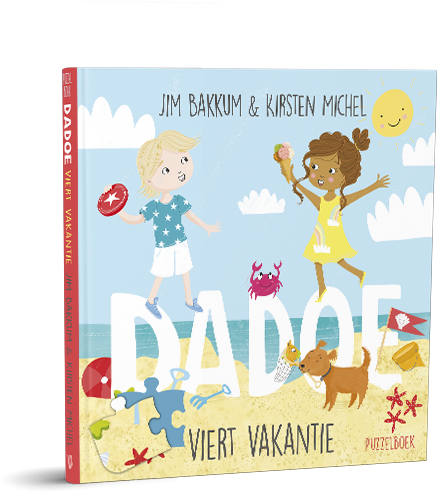 JIM BAKKUM & KIRSTEN MICHEL
DADOE
VIERT VAKANTIE
PUZZELBOEK
DADOE VIERT VAKANTIE
JIM BAKKUM & KIRSTEN MICHEL